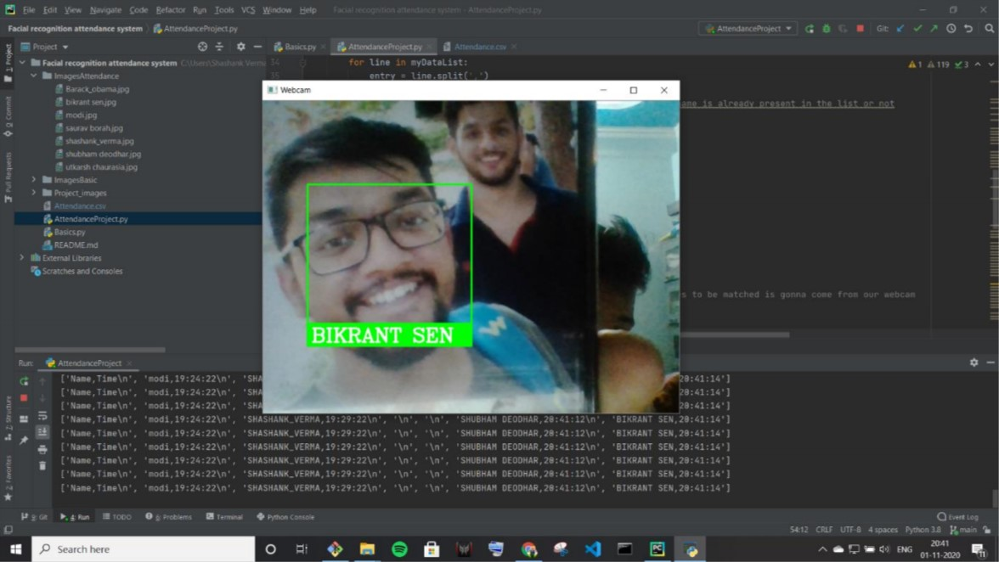 File Edit View Navigate Code Refactor Run Tools VCS Window Help Facial recognition attendance system - AttendanceProject.py
Facial recognition attendance system AttendanceProject.py AttendanceProject Git:
Project Basics.py AttendanceProject.py Attendance.csv
1: Project
0: Commit
Pull Requests
Facial recognition attendance system C:\Users\Shashank Verma
ImagesAttendance
Barack_obama.jpg
bikrant sen.jpg
modi.jpg
saurav borah.jpg
shashank_verma.jpg
shubham deodhar.jpg
utkarsh chaurasia.jpg
ImagesBasic
Project_images
Attendance.csv
AttendanceProject.py
Basics.py
README.md
External Libraries
Scratches and Consoles
34 for line in myDataList:
35 entry = line.split(',')
1 119 3
Webcam
ame is already present in the list or not
es to be matched is gonna come from our webcam
BIKRANT SEN
Run: AttendanceProject
['Name,Time\n', 'modi,19:24:22\n', 'SHA 20:41:14']
['Name,Time\n', 'modi,19:24:22\n', 'SHA 20:41:14']
['Name,Time\n', 'modi,19:24:22\n', 'SHA 20:41:14']
['Name,Time\n', 'modi,19:24:22\n', 'SHASHANK_VERMA,19:29:22\n', '\n', '\n', 'SHUBHAM DEODHAR,20:41:12\n', 'BIKRANT SEN,20:41:14']
['Name,Time\n', 'modi,19:24:22\n', 'SHASHANK_VERMA,19:29:22\n', '\n', '\n', 'SHUBHAM DEODHAR,20:41:12\n', 'BIKRANT SEN,20:41:14']
['Name,Time\n', 'modi,19:24:22\n', 'SHASHANK_VERMA,19:29:22\n', '\n', '\n', 'SHUBHAM DEODHAR,20:41:12\n', 'BIKRANT SEN,20:41:14']
['Name,Time\n', 'modi,19:24:22\n', 'SHASHANK_VERMA,19:29:22\n', '\n', '\n', 'SHUBHAM DEODHAR,20:41:12\n', 'BIKRANT SEN,20:41:14']
['Name,Time\n', 'modi,19:24:22\n', 'SHASHANK_VERMA,19:29:22\n', '\n', '\n', 'SHUBHAM DEODHAR,20:41:12\n', 'BIKRANT SEN,20:41:14']
['Name,Time\n', 'modi,19:24:22\n', 'SHASHANK_VERMA,19:29:22\n', '\n', '\n', 'SHUBHAM DEODHAR,20:41:12\n', 'BIKRANT SEN,20:41:14']
Z: Structure
2: Favorites
9: Git 4: Run TODO 6: Problems Terminal Python Console Event Log
54:12 CRLF UTF-8 4 spaces Python 3.8 main
Search here ENG 20:41
01-11-2020 11